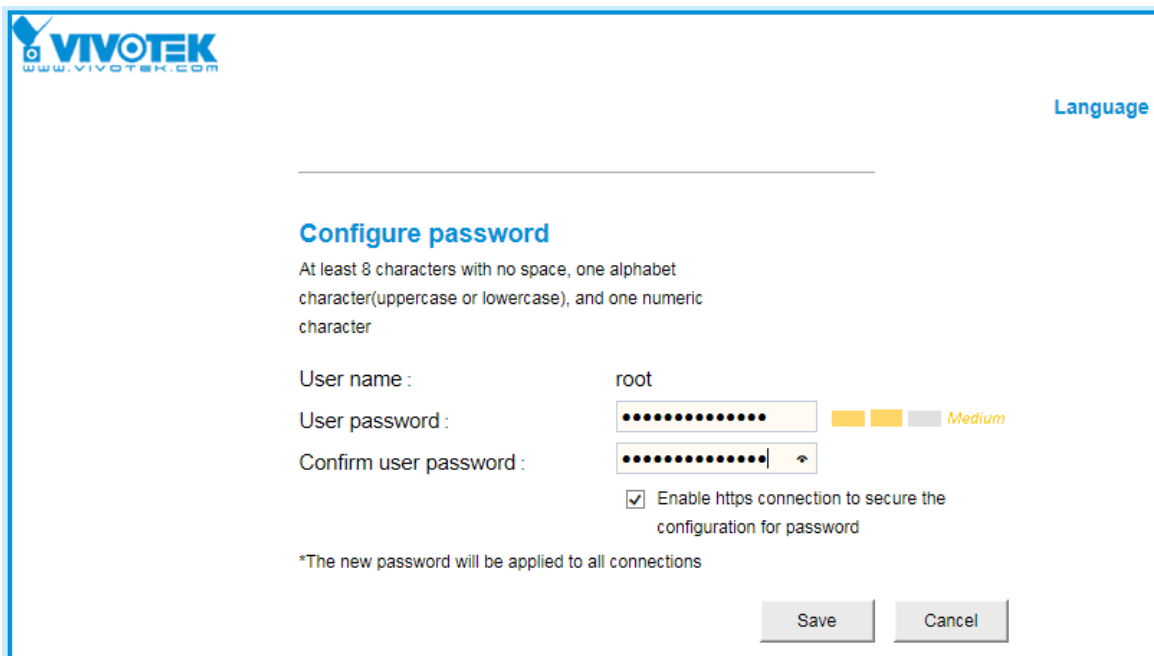 VIVOTEK
www.vivotek.com
Language
Configure password
At least 8 characters with no space, one alphabet
character(uppercase or lowercase), and one numeric
character
User name : root
User password : •••••••••••••• Medium
Confirm user password : ••••••••••••••
Enable https connection to secure the
configuration for password
*The new password will be applied to all connections
Save Cancel